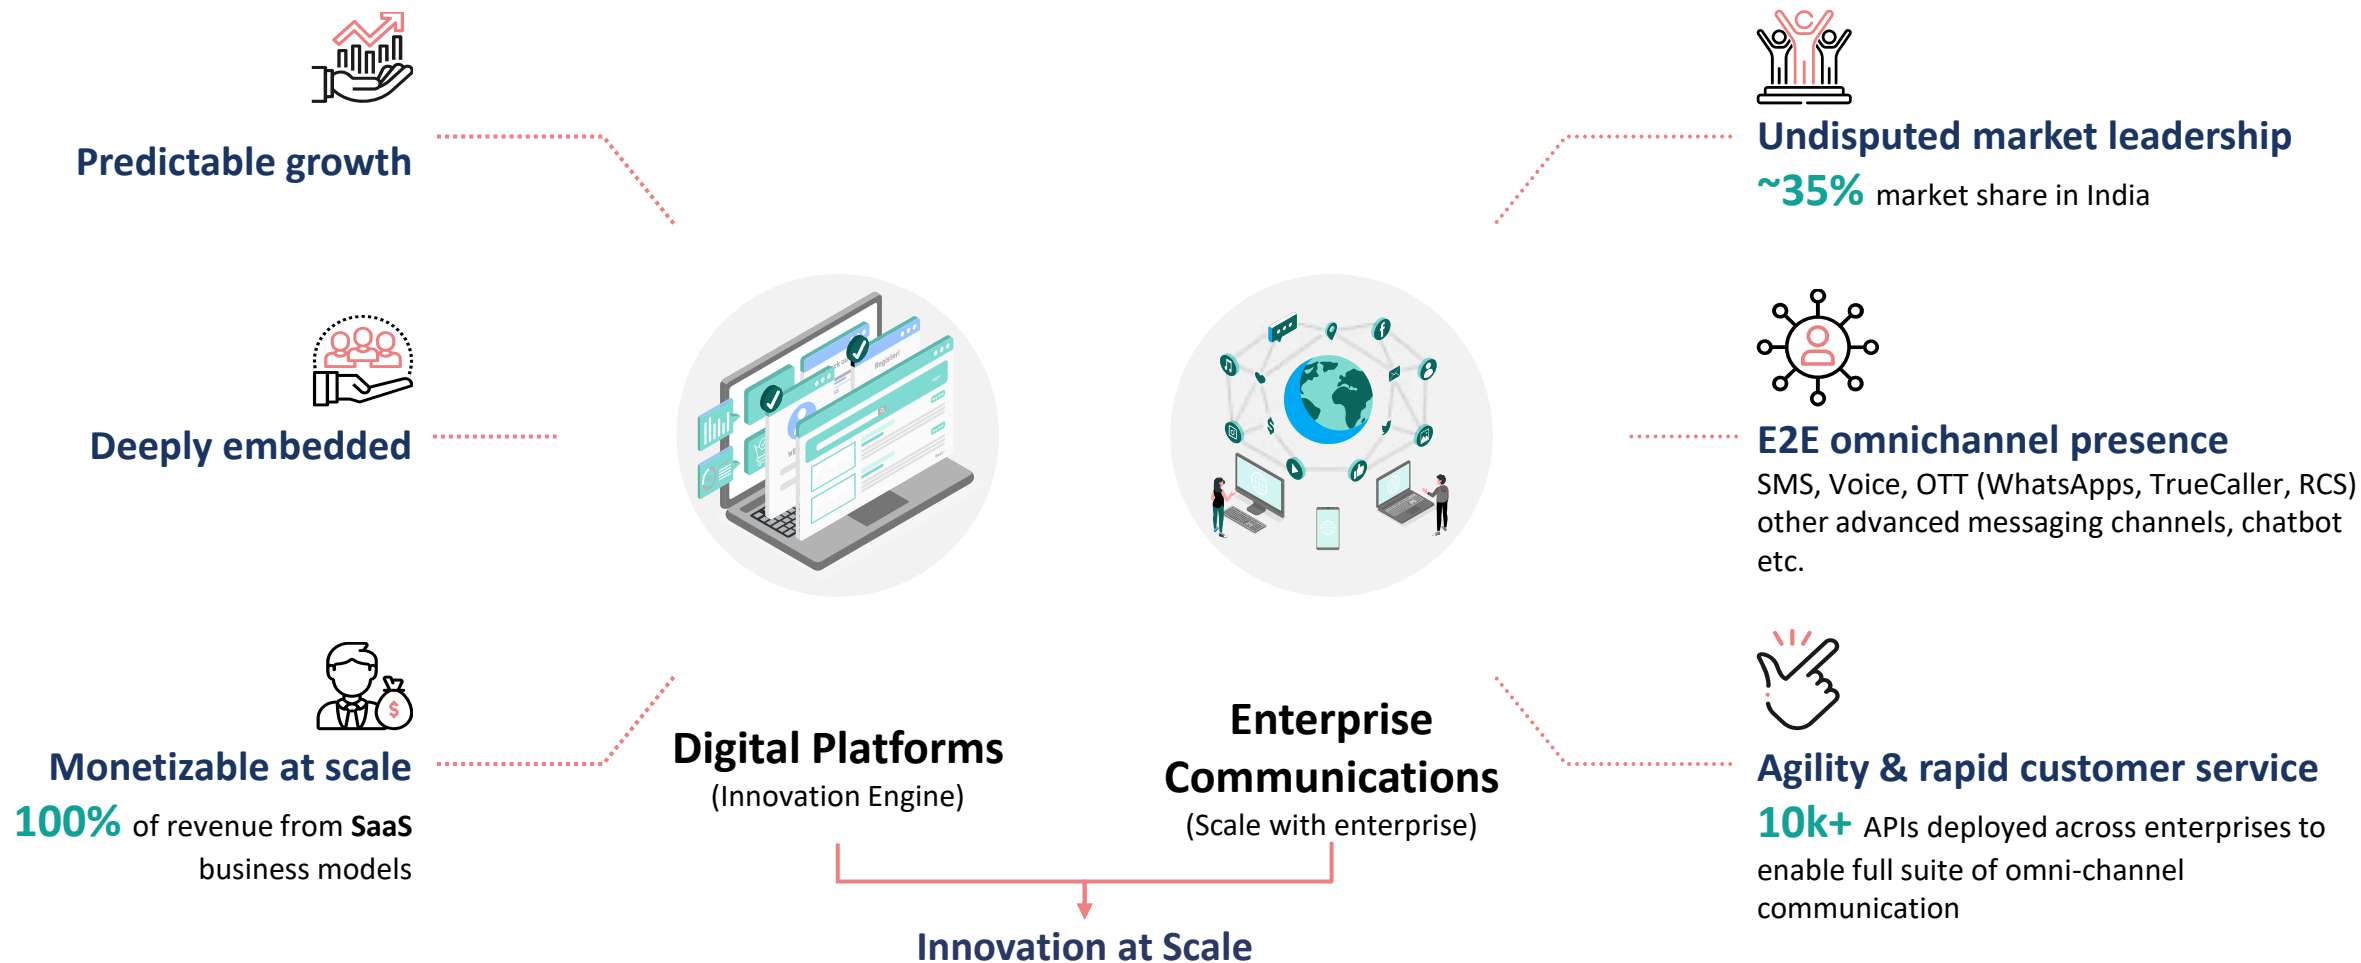 Predictable growth
Deeply embedded
Monetizable at scale
100% of revenue from SaaS
business models
Register!
Digital Platforms
(Innovation Engine)
Enterprise
Communications
(Scale with enterprise)
Innovation at Scale
Undisputed market leadership
~35% market share in India
E2E omnichannel presence
SMS, Voice, OTT (WhatsApps, TrueCaller, RCS)
other advanced messaging channels, chatbot
etc.
Agility & rapid customer service
10k+ APIs deployed across enterprises to
enable full suite of omni-channel
communication